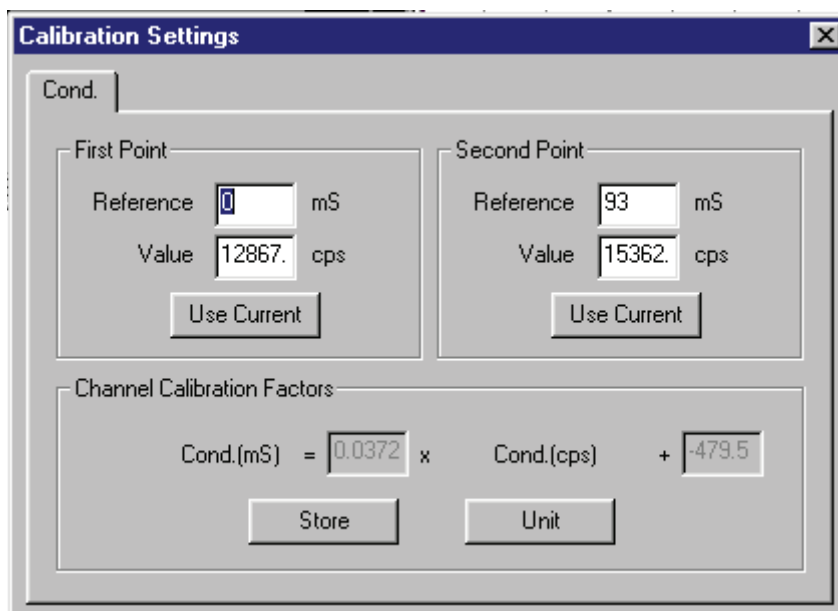 Calibration Settings
Cond.
First Point
Reference 0 mS
Value 12867. cps
Use Current
Second Point
Reference 93 mS
Value 15362. cps
Use Current
Channel Calibration Factors
Cond.(mS) = 0.0372 x Cond.(cps) + -479.5
Store Unit